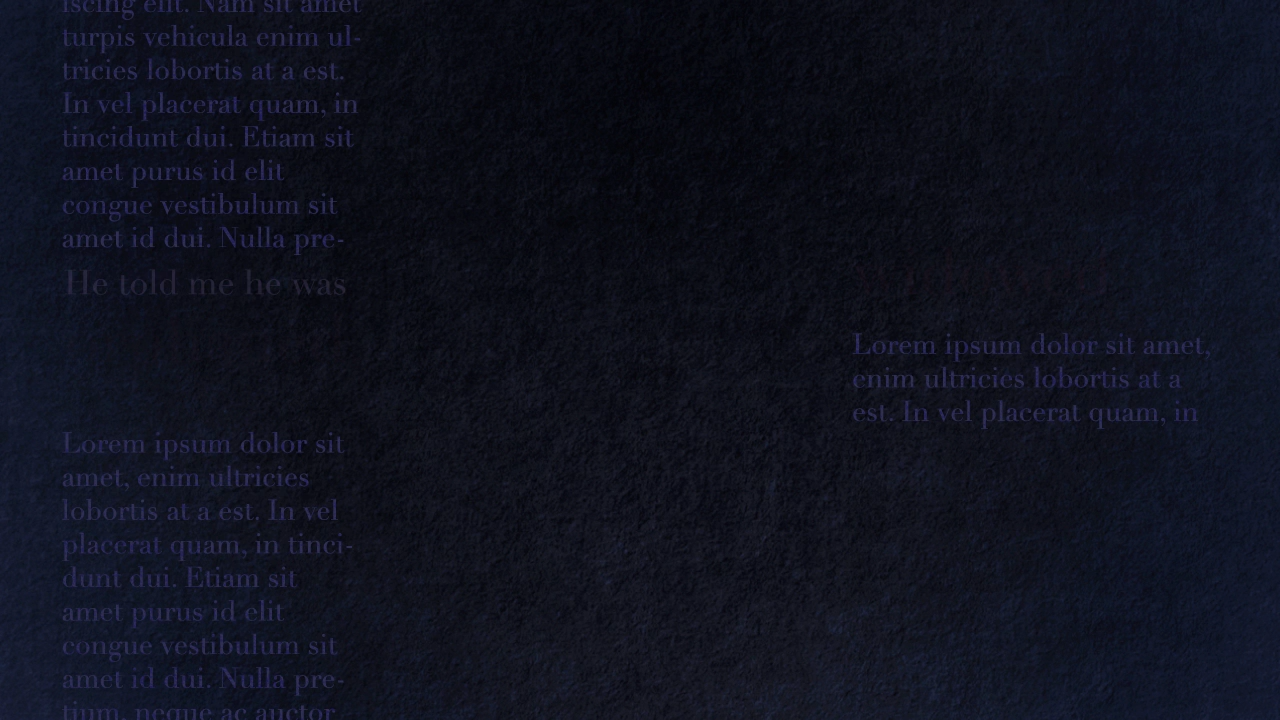 iscing elit. Nam sit amet
turpis vehicula enim ul-
tricies lobortis at a est.
In vel placerat quam, in
tincidunt dui. Etiam sit
amet purus id elit
congue vestibulum sit
amet id dui. Nulla pre-
He told me he was
Lorem ipsum dolor sit
amet, enim ultricies
lobortis at a est. In vel
placerat quam, in tinci-
dunt dui. Etiam sit
amet purus id elit
congue vestibulum sit
amet id dui. Nulla pre-
tium, neque ac auctor
Lorem ipsum dolor sit amet,
enim ultricies lobortis at a
est. In vel placerat quam, in